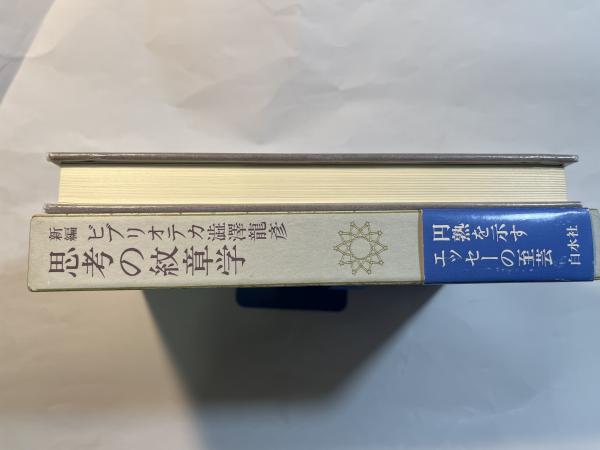 新編ビブリオテカ澁澤龍彦
思考の紋章学
円熟を示す
エッセーの至芸
白水社